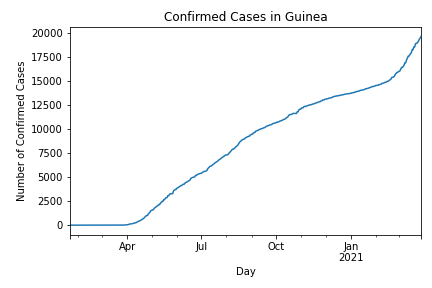 Confirmed Cases in Guinea
20000
17500
15000
12500
10000
7500
5000
2500
0
Number of Confirmed Cases
Apr
Jul
Oct
Jan
2021
Day